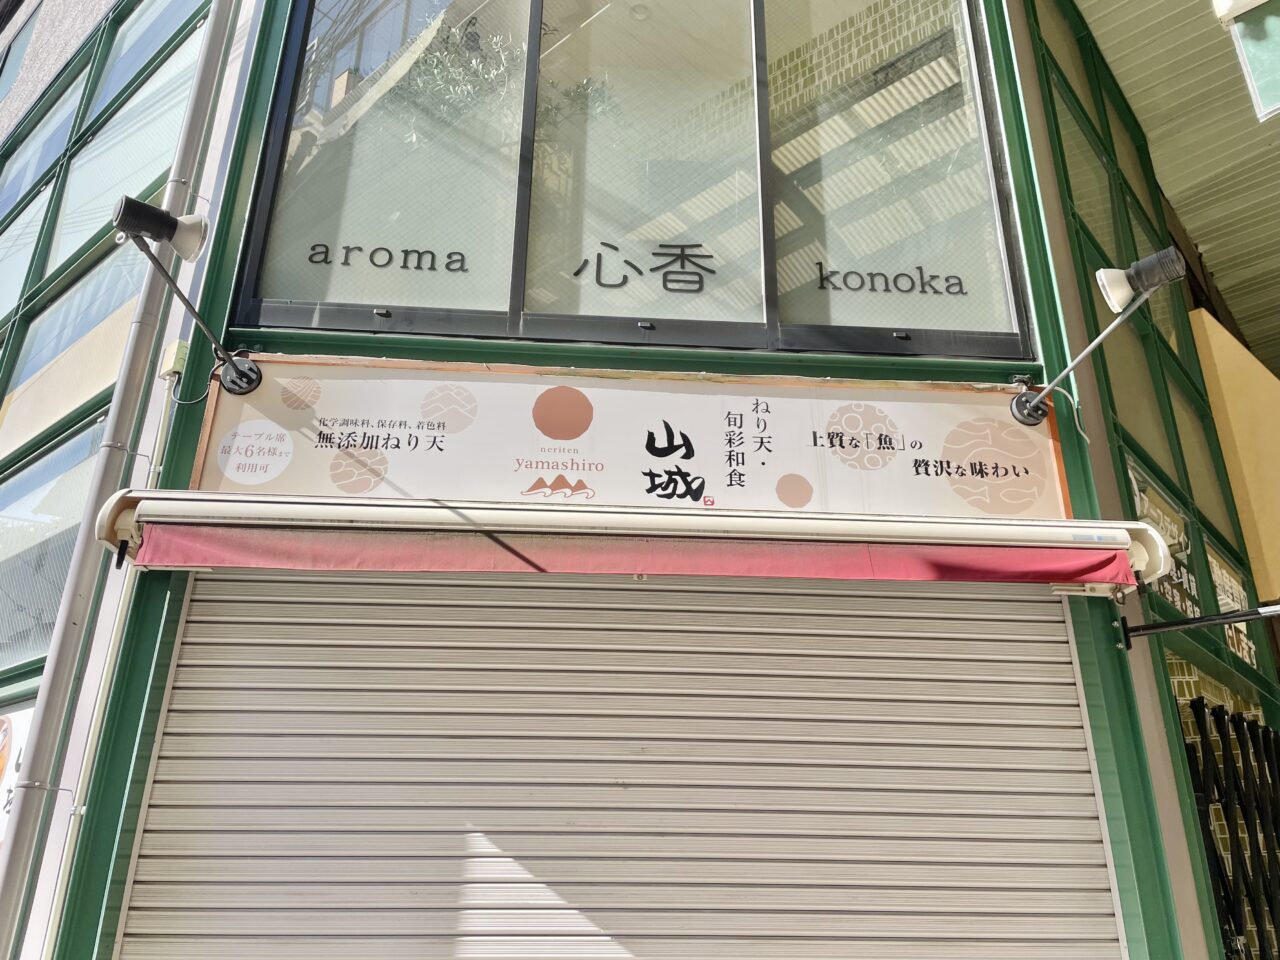 aroma 心香 konoka
テーブル席
最大6名様まで
利用可
化学調味料、保存料、着色料
無添加ねり天
neriten
yamashiro
山城
ねり天・
旬彩和食
上質な「魚」の
贅沢な味わい